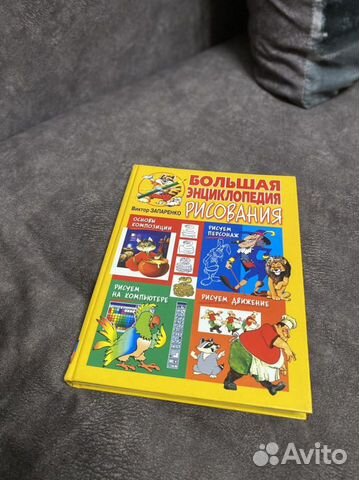 БОЛЬШАЯ
ЭНЦИКЛОПЕДИЯ
РИСОВАНИЯ
Виктор ЗАПАРЕНКО
ОСНОВЫ
КОМПОЗИЦИИ
РИСУЕМ
ПЕРСОНАЖ
РИСУЕМ
НА КОМПЬЮТЕРЕ
РИСУЕМ ДВИЖЕНИЕ
Avito